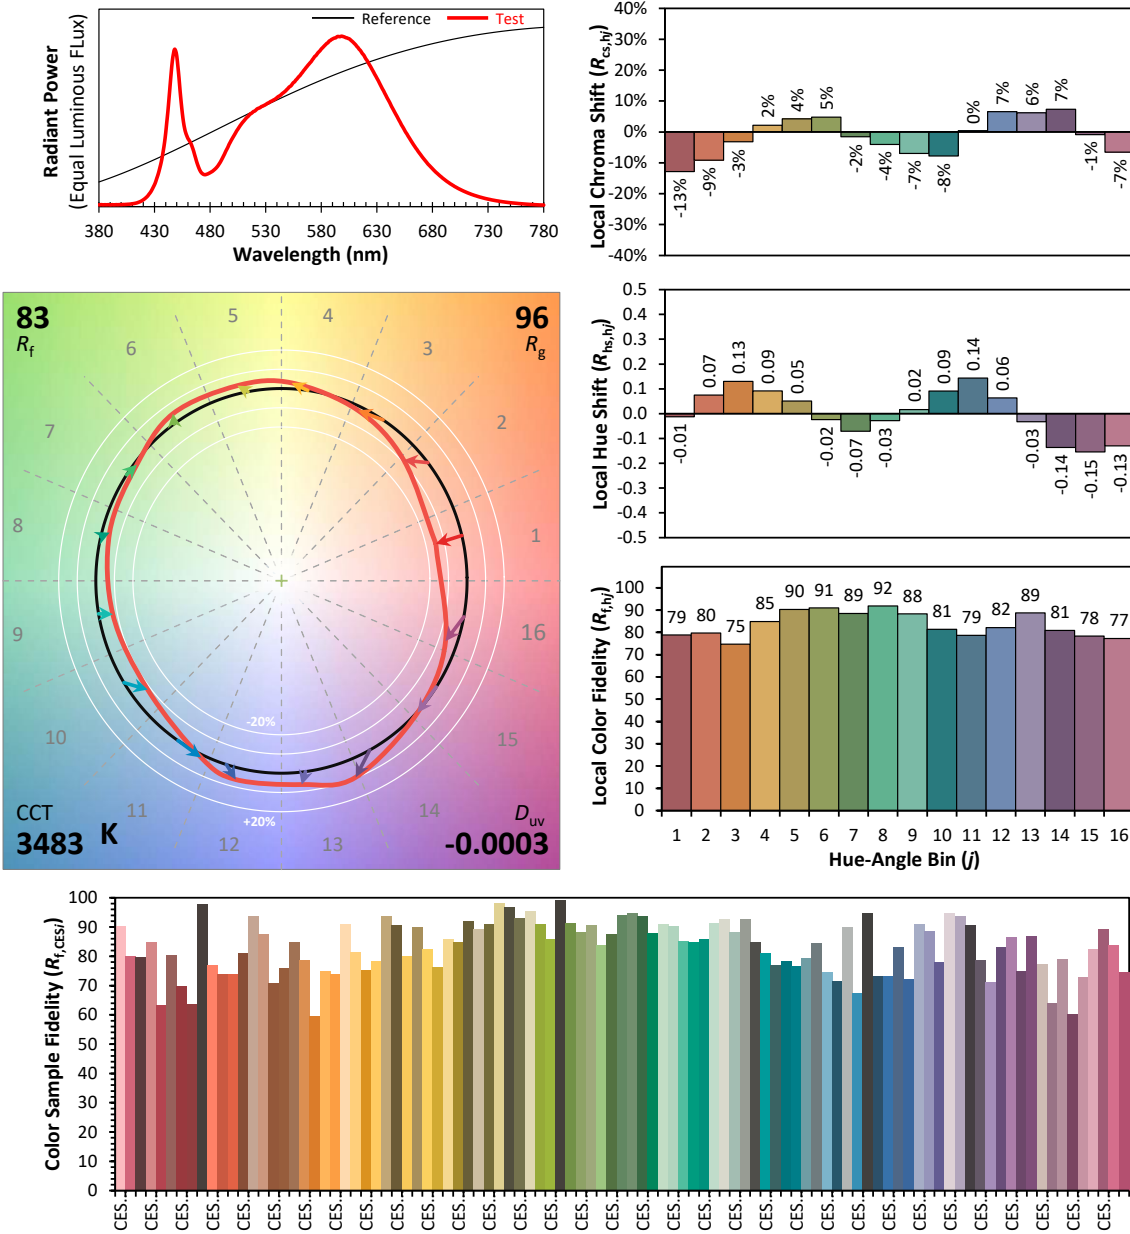 Reference
Test
Radiant Power
(Equal Luminous FLux)
380 430 480 530 580 630 680 730 780
Wavelength (nm)
Local Chroma Shift (Rcs,hj)
40%
30%
20%
10%
0%
-10%
-20%
-30%
-40%
-13% -9% -3% 2% 4% 5% -2% -4% -7% -8% 0% 7% 6% 7% -1% -7%
83
Rf
96
Rg
5 4
6 3
7 2
8 1
9 16
10 15
11 14
12 13
-20%
+20%
CCT
3483 K
Duv
-0.0003
Local Hue Shift (Rhs,hj)
0.5
0.4
0.3
0.2
0.1
0.0
-0.1
-0.2
-0.3
-0.4
-0.5
-0.01 0.07 0.13 0.09 0.05 -0.02 -0.07 -0.03 0.02 0.09 0.14 0.06 -0.03 -0.14 -0.15 -0.13
Local Color Fidelity (Rf,hj)
100
90
80
70
60
50
40
30
20
10
0
79 80 75 85 90 91 89 92 88 81 79 82 89 81 78 77
1 2 3 4 5 6 7 8 9 10 11 12 13 14 15 16
Hue-Angle Bin (j)
Color Sample Fidelity (Rf,CESi)
100
90
80
70
60
50
40
30
20
10
0
CES.. CES.. CES.. CES.. CES.. CES.. CES.. CES.. CES.. CES.. CES.. CES.. CES.. CES.. CES.. CES.. CES.. CES.. CES.. CES.. CES.. CES.. CES.. CES.. CES.. CES.. CES.. CES.. CES.. CES.. CES.. CES.. CES..